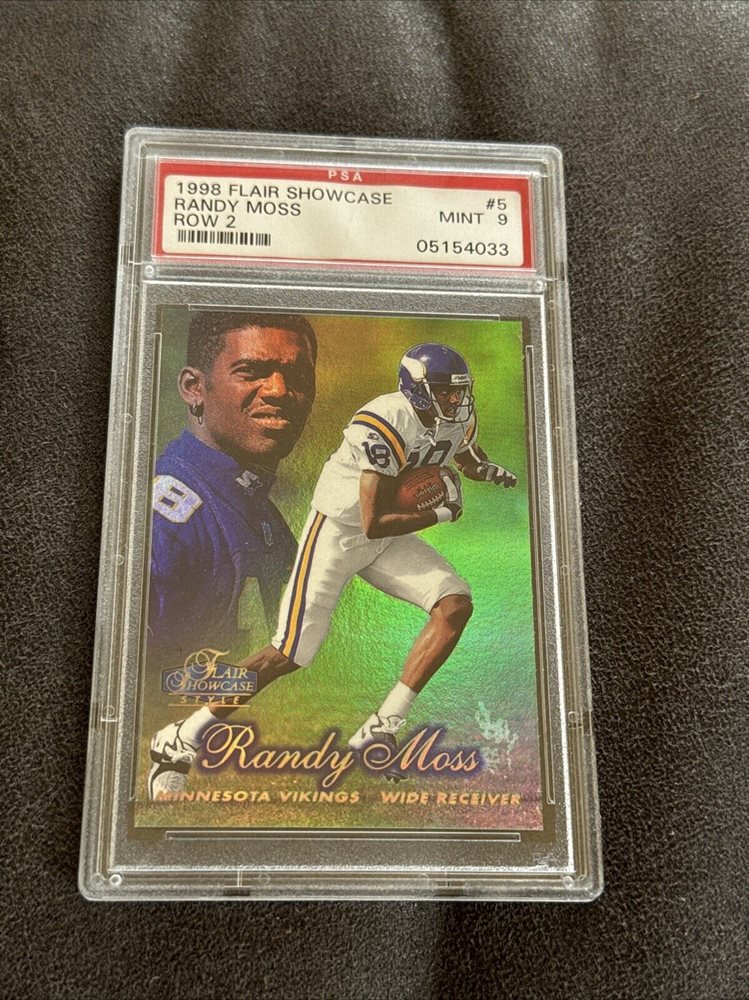 PSA
1998 FLAIR SHOWCASE #5
RANDY MOSS MINT 9
ROW 2
05154033
18
8
Flair
Showcase
STYLE
Randy Moss
MINNESOTA VIKINGS WIDE RECEIVER